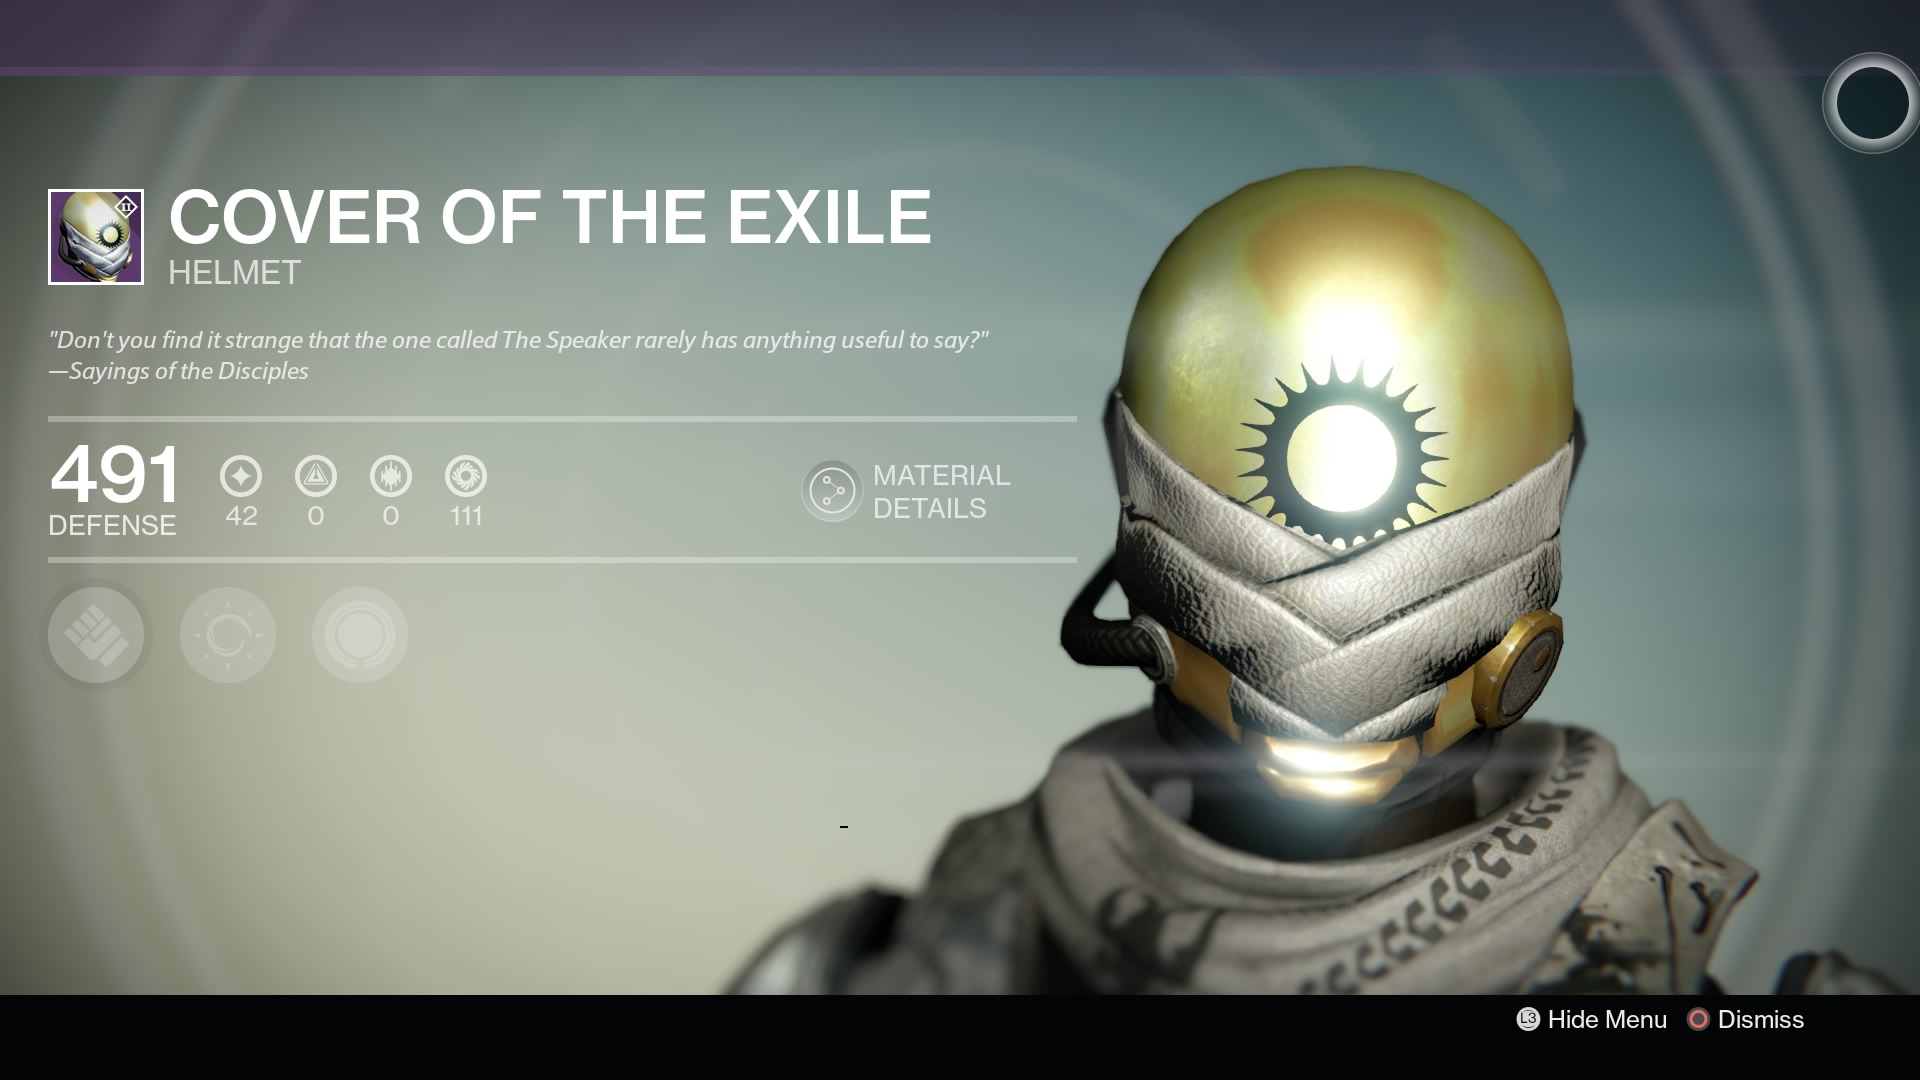 COVER OF THE EXILE
HELMET
"Don't you find it strange that the one called The Speaker rarely has anything useful to say?"
—Sayings of the Disciples
491
DEFENSE
42 0 0 111
MATERIAL
DETAILS
L3 Hide Menu Dismiss